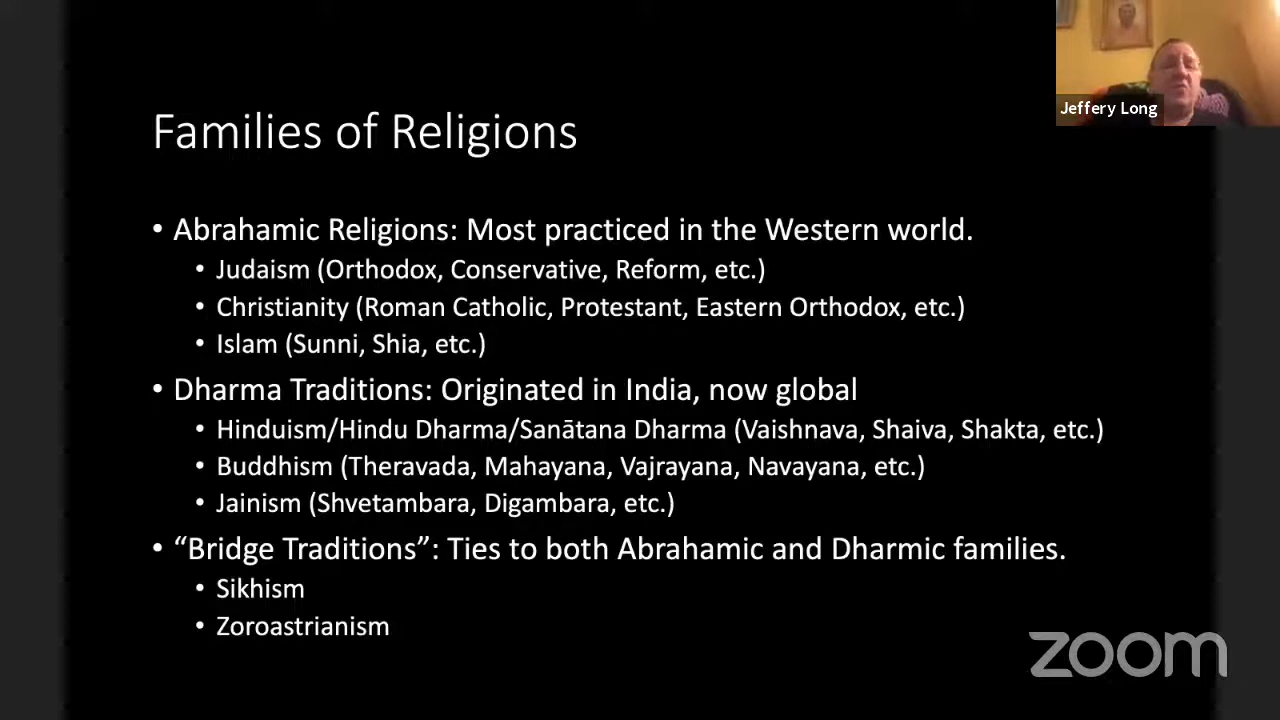 Jeffery Long
Families of Religions
• Abrahamic Religions: Most practiced in the Western world.
• Judaism (Orthodox, Conservative, Reform, etc.)
• Christianity (Roman Catholic, Protestant, Eastern Orthodox, etc.)
• Islam (Sunni, Shia, etc.)
• Dharma Traditions: Originated in India, now global
• Hinduism/Hindu Dharma/Sanātana Dharma (Vaishnava, Shaiva, Shakta, etc.)
• Buddhism (Theravada, Mahayana, Vajrayana, Navayana, etc.)
• Jainism (Shvetambara, Digambara, etc.)
• “Bridge Traditions”: Ties to both Abrahamic and Dharmic families.
• Sikhism
• Zoroastrianism
zoom